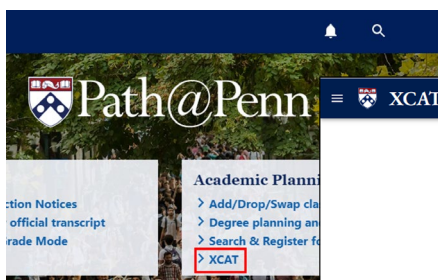 Path@Penn
XCAT
Academic Planni
ction Notices
official transcript
rade Mode
> Add/Drop/Swap cla
> Degree planning an
> Search & Register fo
> XCAT